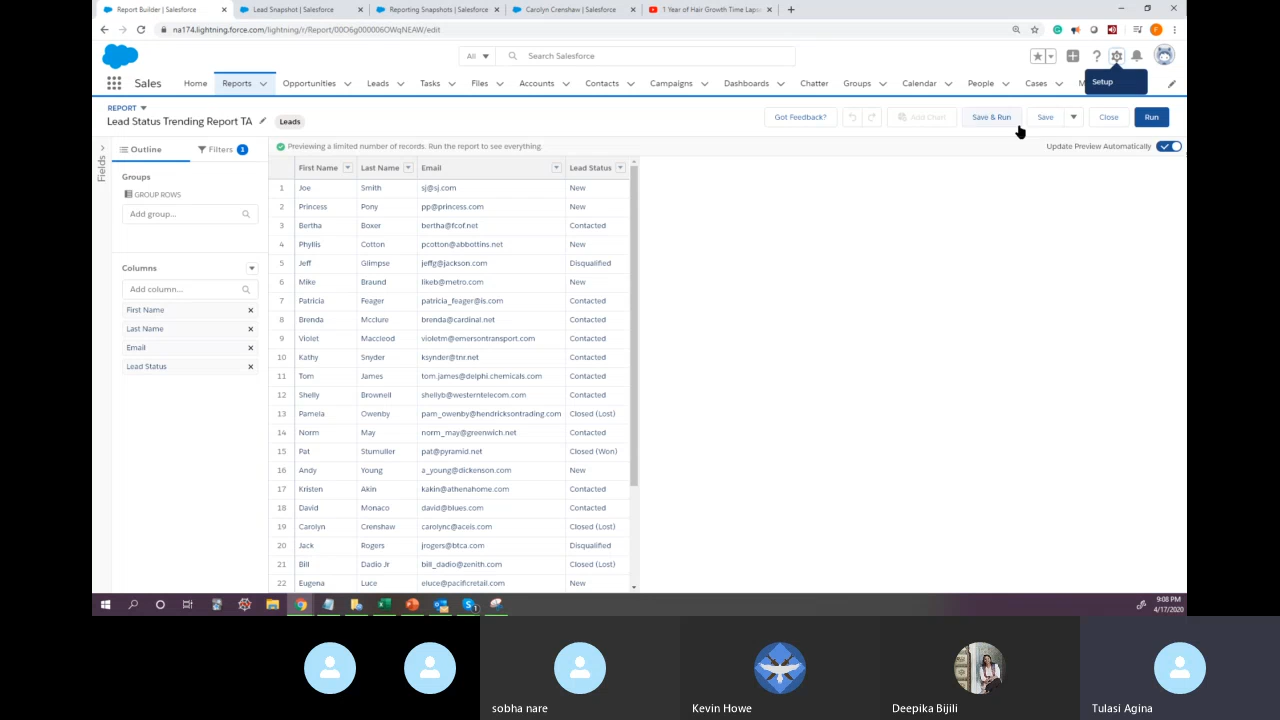 Report Builder | Salesforce
Lead Snapshot | Salesforce
Reporting Snapshots | Salesforce
Carolyn Crenshaw | Salesforce
1 Year of Hair Growth Time Laps
na174.lightning.force.com/lightning/r/Report/00O6g000006OWqNEAW/edit
All
Search Salesforce
Sales
Home
Reports
Opportunities
Leads
Tasks
Files
Accounts
Contacts
Campaigns
Dashboards
Chatter
Groups
Calendar
People
Cases
Setup
REPORT
Lead Status Trending Report TA
Leads
Got Feedback?
Add Chart
Save & Run
Save
Close
Run
Fields
Outline
Filters 1
Previewing a limited number of records. Run the report to see everything.
Update Preview Automatically
Groups
GROUP ROWS
Add group...
Columns
Add column...
First Name
Last Name
Email
Lead Status
First Name Last Name Email Lead Status
1 Joe Smith sj@sj.com New
2 Princess Pony pp@princess.com New
3 Bertha Boxer bertha@fcof.net Contacted
4 Phyllis Cotton pcotton@abbottins.net New
5 Jeff Glimpse jeffg@jackson.com Disqualified
6 Mike Braund likeb@metro.com New
7 Patricia Feager patricia_feager@is.com Contacted
8 Brenda Mcclure brenda@cardinal.net Contacted
9 Violet Maccleod violetm@emersontransport.com Contacted
10 Kathy Snyder ksynder@tnr.net Contacted
11 Tom James tom.james@delphi.chemicals.com Contacted
12 Shelly Brownell shellyb@westerntelecom.com Contacted
13 Pamela Owenby pam_owenby@hendricksontrading.com Closed (Lost)
14 Norm May norm_may@greenwich.net Contacted
15 Pat Stumuller pat@pyramid.net Closed (Won)
16 Andy Young a_young@dickenson.com New
17 Kristen Akin kakin@athenahome.com Contacted
18 David Monaco david@blues.com Contacted
19 Carolyn Crenshaw carolync@aceis.com Closed (Lost)
20 Jack Rogers jrogers@btca.com Disqualified
21 Bill Dadio Jr bill_dadio@zenith.com Closed (Lost)
22 Eugena Luce eluce@pacificretail.com New
9:08 PM
4/17/2020
sobha nare
Kevin Howe
Deepika Bijili
Tulasi Agina